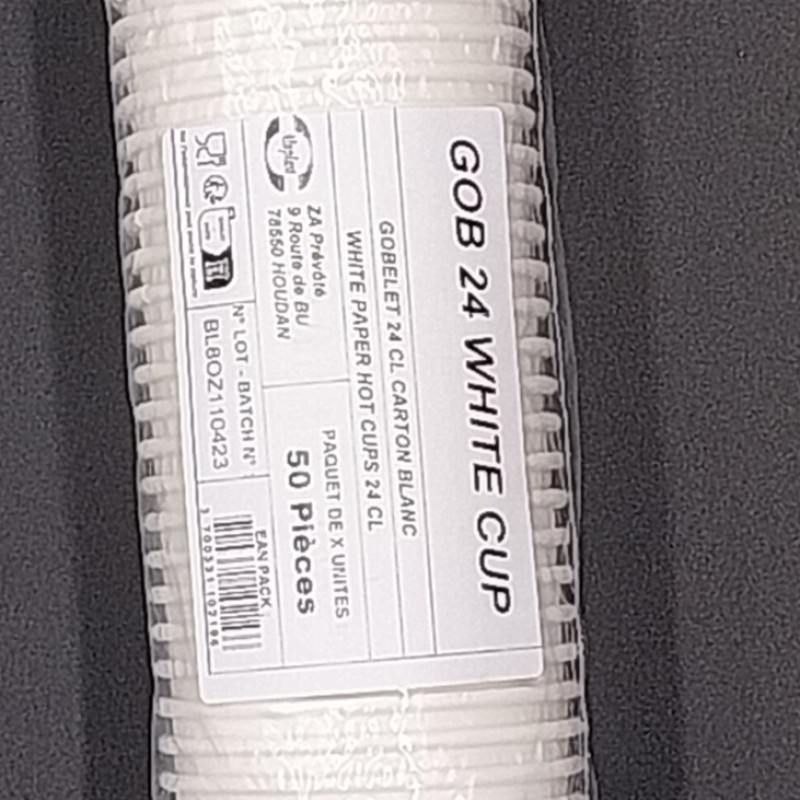 GOB 24 WHITE CUP
GOBELET 24 CL CARTON BLANC
WHITE PAPER HOT CUPS 24 CL
ZA Prévôté
9 Route de BU
78550 HOUDAN
PAQUET DE X UNITES
50 Pièces
N° LOT - BATCH N°
BL8OZ110423
EAN PACK